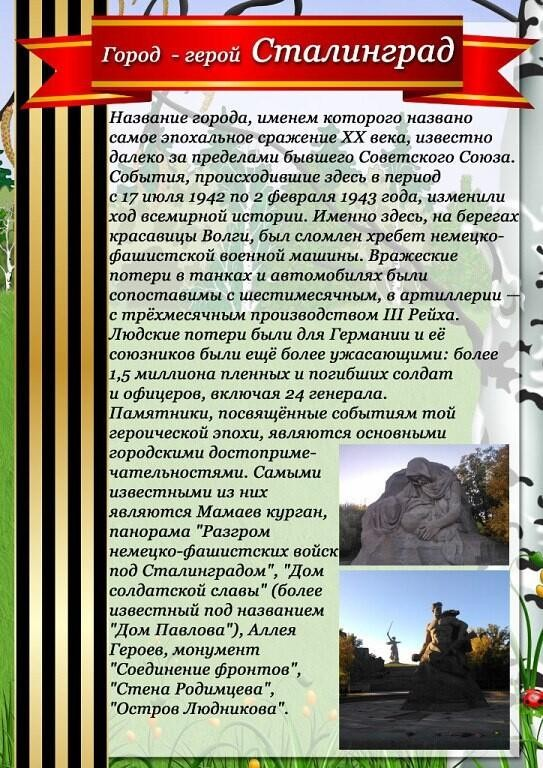 Город - герой Сталинград
Название города, именем которого названо
самое эпохальное сражение XX века, известно
далеко за пределами бывшего Советского Союза.
События, происходившие здесь в период
с 17 июля 1942 по 2 февраля 1943 года, изменили
ход всемирной истории. Именно здесь, на берегах
красавицы Волги, был сломлен хребет немецко-
фашистской военной машины. Вражеские
потери в танках и автомобилях были
сопоставимы с шестимесячным, в артиллерии —
с трёхмесячным производством III Рейха.
Людские потери были для Германии и её
союзников были ещё более ужасающими: более
1,5 миллиона пленных и погибших солдат
и офицеров, включая 24 генерала.
Памятники, посвящённые событиям той
героической эпохи, являются основными
городскими достоприме-
чательностями. Самыми
известными из них
являются Мамаев курган,
панорама "Разгром
немецко-фашистских войск
под Сталинградом", "Дом
солдатской славы" (более
известный под названием
"Дом Павлова"), Аллея
Героев, монумент
"Соединение фронтов",
"Стена Родимцева",
"Остров Людникова".